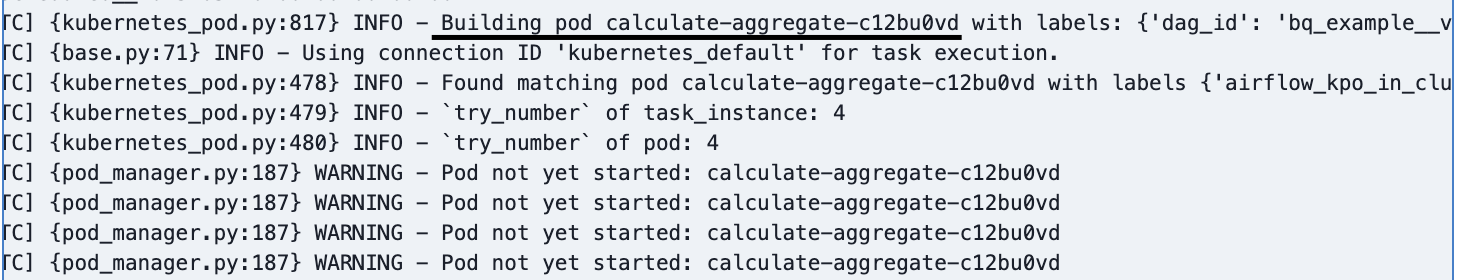 TC] {kubernetes_pod.py:817} INFO - Building pod calculate-aggregate-c12bu0vd with labels: {'dag_id': 'bq_example__v
TC] {base.py:71} INFO - Using connection ID 'kubernetes_default' for task execution.
TC] {kubernetes_pod.py:478} INFO - Found matching pod calculate-aggregate-c12bu0vd with labels {'airflow_kpo_in_clu
TC] {kubernetes_pod.py:479} INFO - `try_number` of task_instance: 4
TC] {kubernetes_pod.py:480} INFO - `try_number` of pod: 4
TC] {pod_manager.py:187} WARNING - Pod not yet started: calculate-aggregate-c12bu0vd
TC] {pod_manager.py:187} WARNING - Pod not yet started: calculate-aggregate-c12bu0vd
TC] {pod_manager.py:187} WARNING - Pod not yet started: calculate-aggregate-c12bu0vd
TC] {pod_manager.py:187} WARNING - Pod not yet started: calculate-aggregate-c12bu0vd